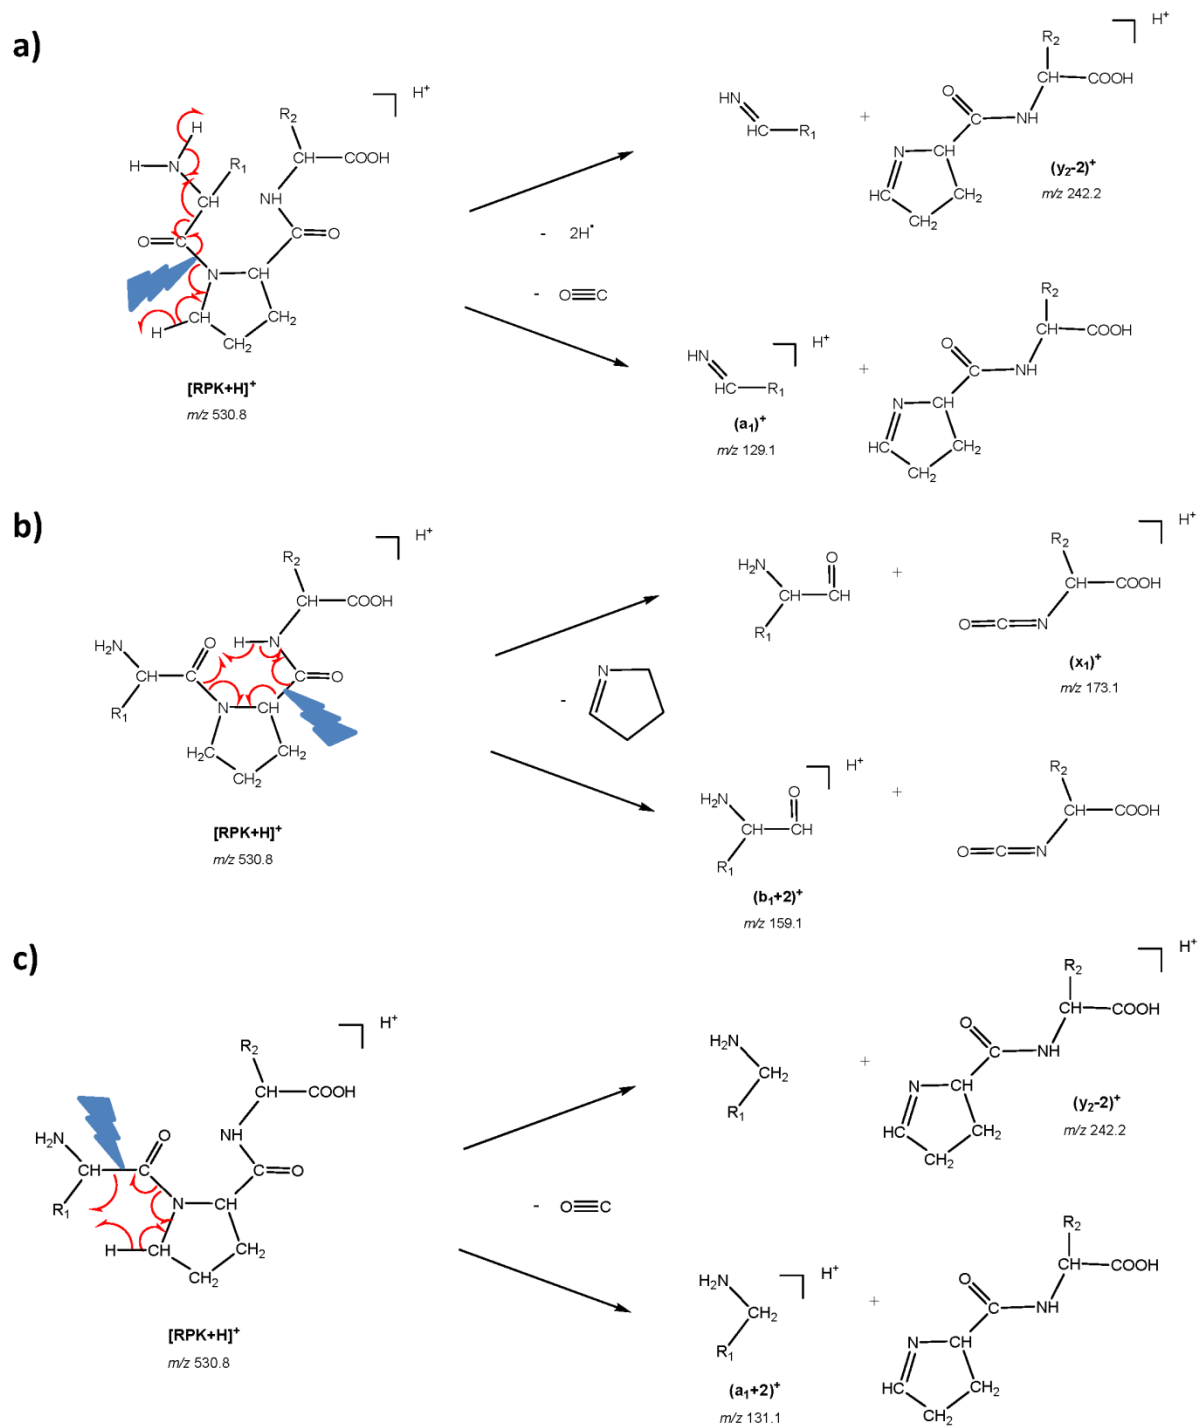 a)
H⁺
H
R₂
H—N
R₁
CH—COOH
CH
NH
O=C
C=O
N—CH
H—CH
CH₂
CH₂
[RPK+H]⁺
m/z 530.8
- 2H•
- O≡C
HN
HC—R₁
+
H⁺
R₂
CH—COOH
O
C—NH
N—CH
HC
CH₂
CH₂
(y₂-2)⁺
m/z 242.2
HN
HC—R₁
H⁺
(a₁)⁺
m/z 129.1
+
R₂
CH—COOH
O
C—NH
N—CH
HC
CH₂
CH₂
b)
H⁺
R₂
CH—COOH
H₂N
O
H—N
CH—C
C=O
R₁
N—CH
H₂C
CH₂
CH₂
[RPK+H]⁺
m/z 530.8
-
N
H₂N
O
CH—CH
R₁
+
H⁺
R₂
CH—COOH
O=C=N
(x₁)⁺
m/z 173.1
H₂N
O
H⁺
CH—CH
R₁
(b₁+2)⁺
m/z 159.1
+
R₂
CH—COOH
O=C=N
c)
H⁺
R₂
CH—COOH
H₂N
O
NH
CH—C
C=O
R₁
N—CH
H—CH
CH₂
CH₂
[RPK+H]⁺
m/z 530.8
- O≡C
H₂N
CH₂
R₁
+
H⁺
R₂
CH—COOH
O
C—NH
N—CH
HC
CH₂
CH₂
(y₂-2)⁺
m/z 242.2
H₂N
H⁺
CH₂
R₁
(a₁+2)⁺
m/z 131.1
+
R₂
CH—COOH
O
C—NH
N—CH
HC
CH₂
CH₂